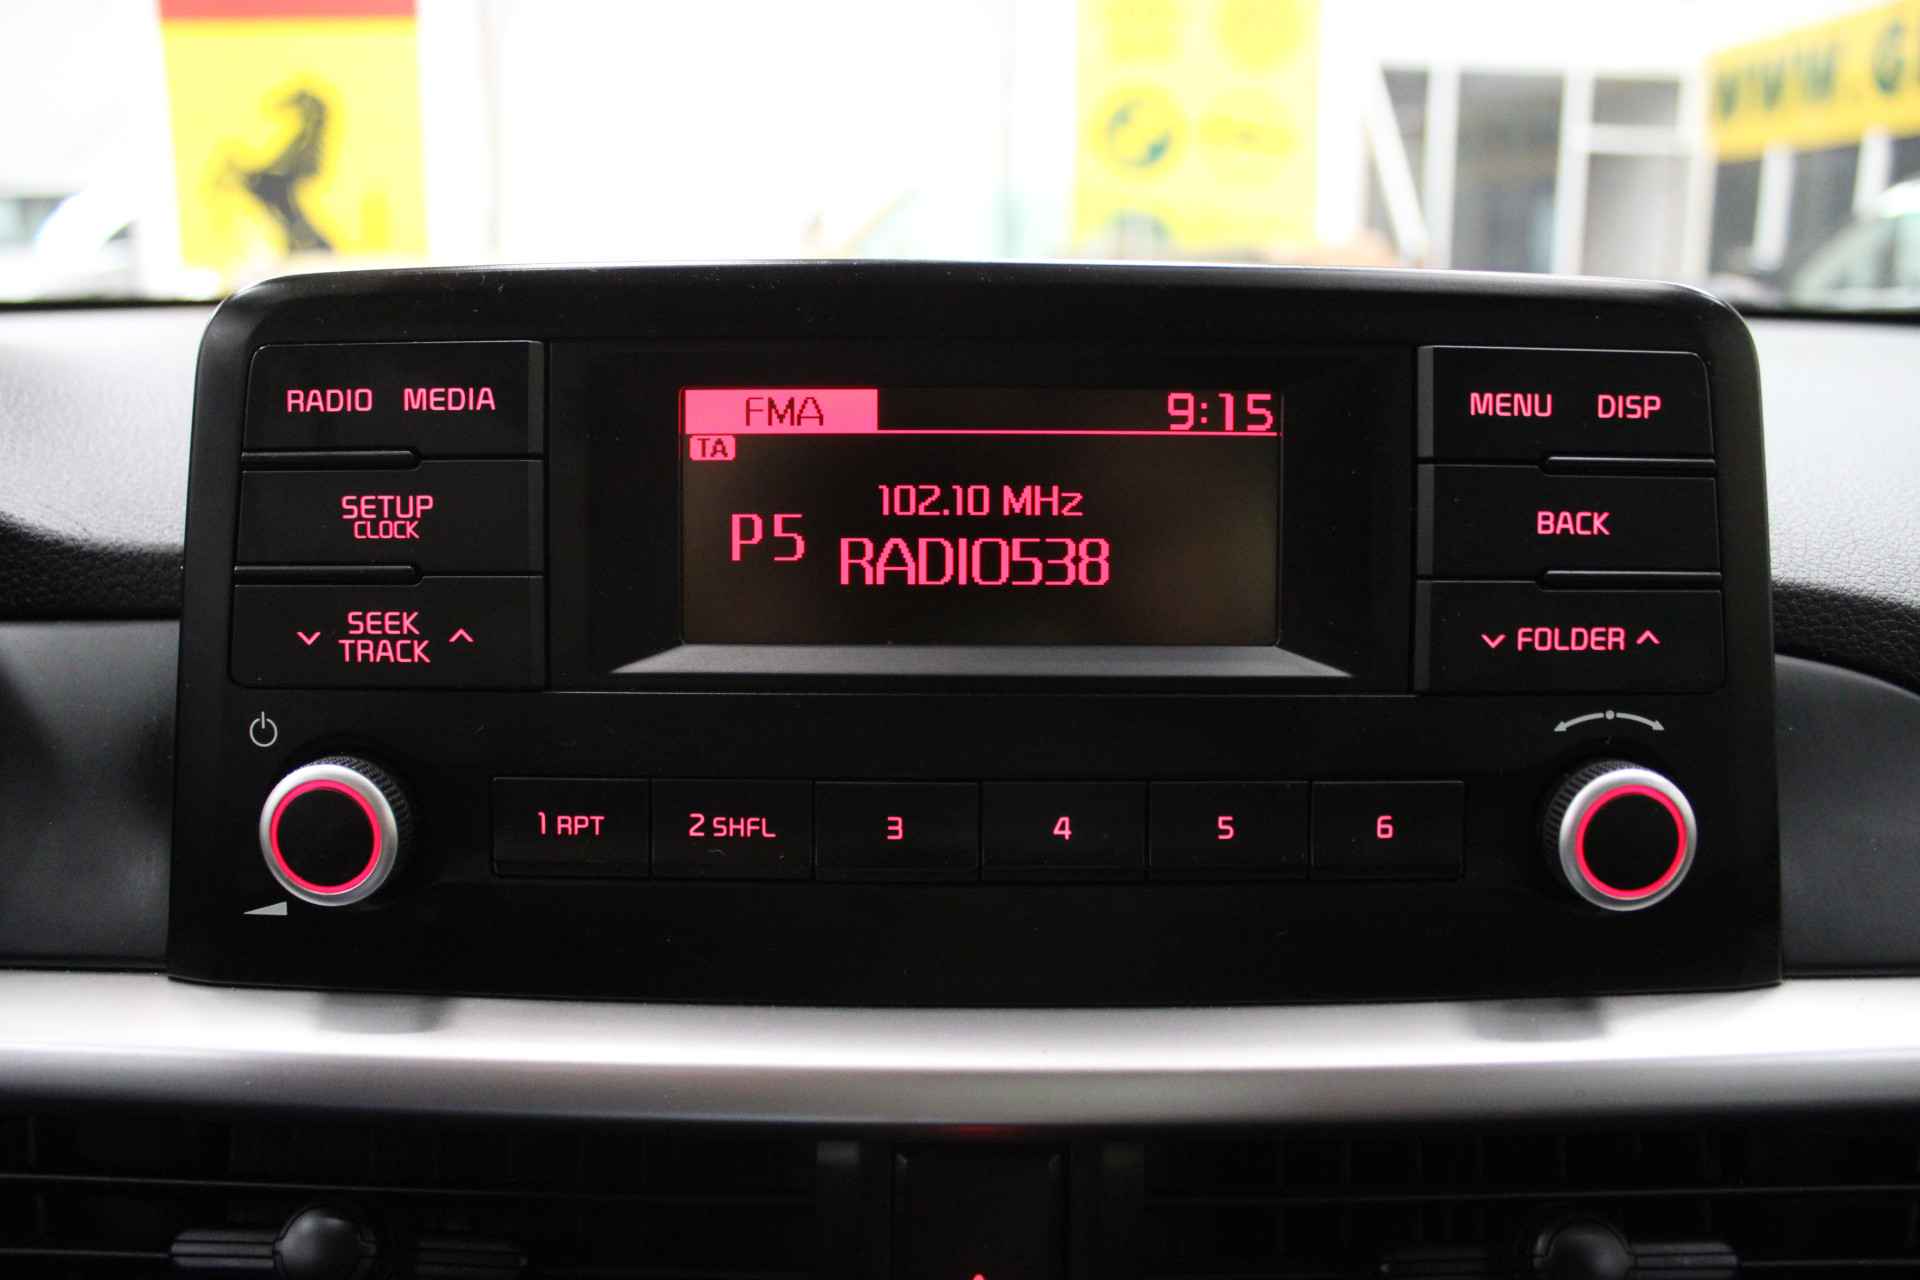 RADIO MEDIA
SETUP
CLOCK
SEEK
TRACK
FMA 9:15
TA
102.10 MHz
P5 RADIO538
MENU DISP
BACK
FOLDER
1 RPT 2 SHFL 3 4 5 6